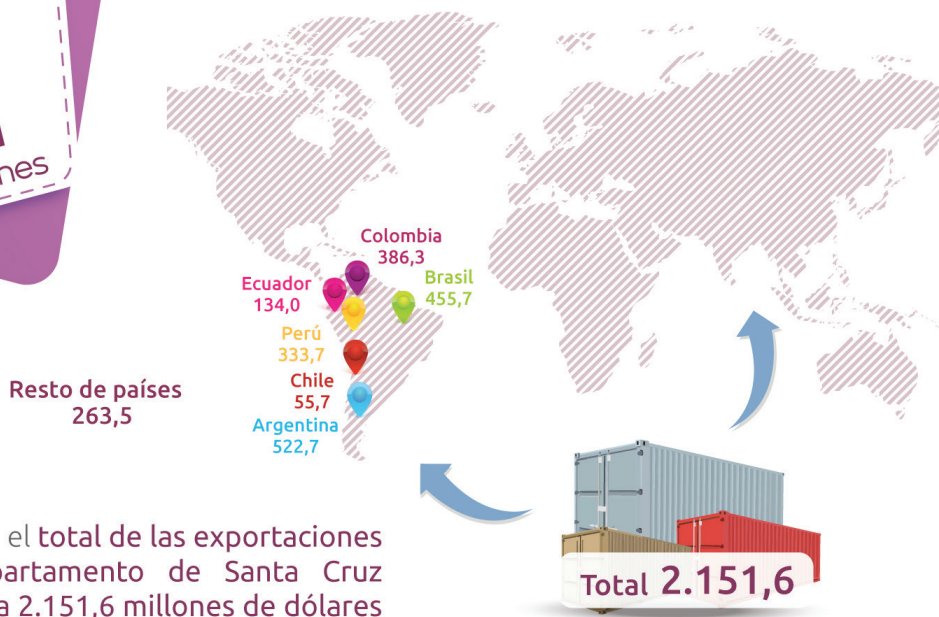 Colombia
386,3
Ecuador
134,0
Brasil
455,7
Perú
333,7
Chile
55,7
Argentina
522,7
Resto de países
263,5
el total de las exportaciones
de Santa Cruz
a 2.151,6 millones de dólares
Total 2.151,6